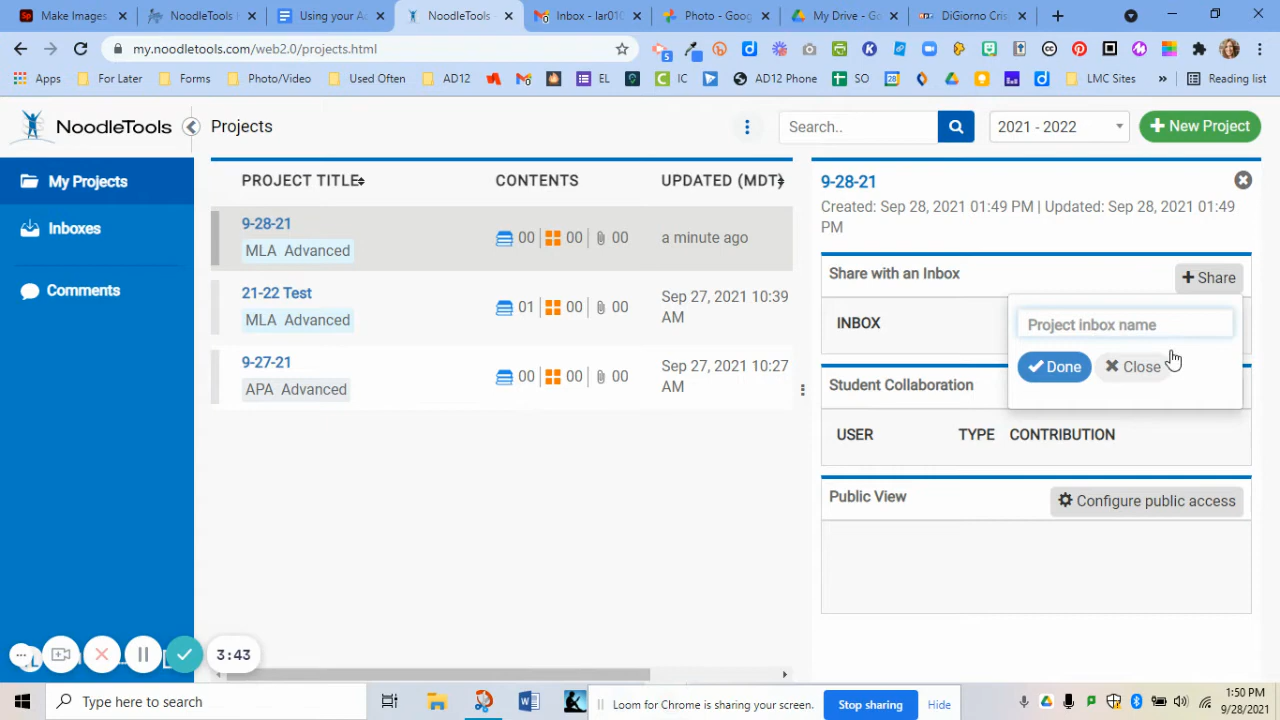 Make Images
NoodleTools
Using your A
NoodleTools -
Inbox - lar010
Photo - Goog
My Drive - Go
DiGiorno Cris
my.noodletools.com/web2.0/projects.html
5
Apps
For Later
Forms
Photo/Video
Used Often
AD12
EL
IC
AD12 Phone
SO
LMC Sites
»
Reading list
NoodleTools
Projects
Search..
2021 - 2022
New Project
My Projects
Inboxes
Comments
PROJECT TITLE
CONTENTS
UPDATED (MDT)
9-28-21
MLA Advanced
00 00 00
a minute ago
21-22 Test
MLA Advanced
01 00 00
Sep 27, 2021 10:39
AM
9-27-21
APA Advanced
00 00 00
Sep 27, 2021 10:27
AM
9-28-21
Created: Sep 28, 2021 01:49 PM | Updated: Sep 28, 2021 01:49
PM
Share with an Inbox
Share
INBOX
Project inbox name
Done
Close
Student Collaboration
USER TYPE CONTRIBUTION
Public View
Configure public access
3:43
Type here to search
Loom for Chrome is sharing your screen.
Stop sharing
Hide
1:50 PM
9/28/2021